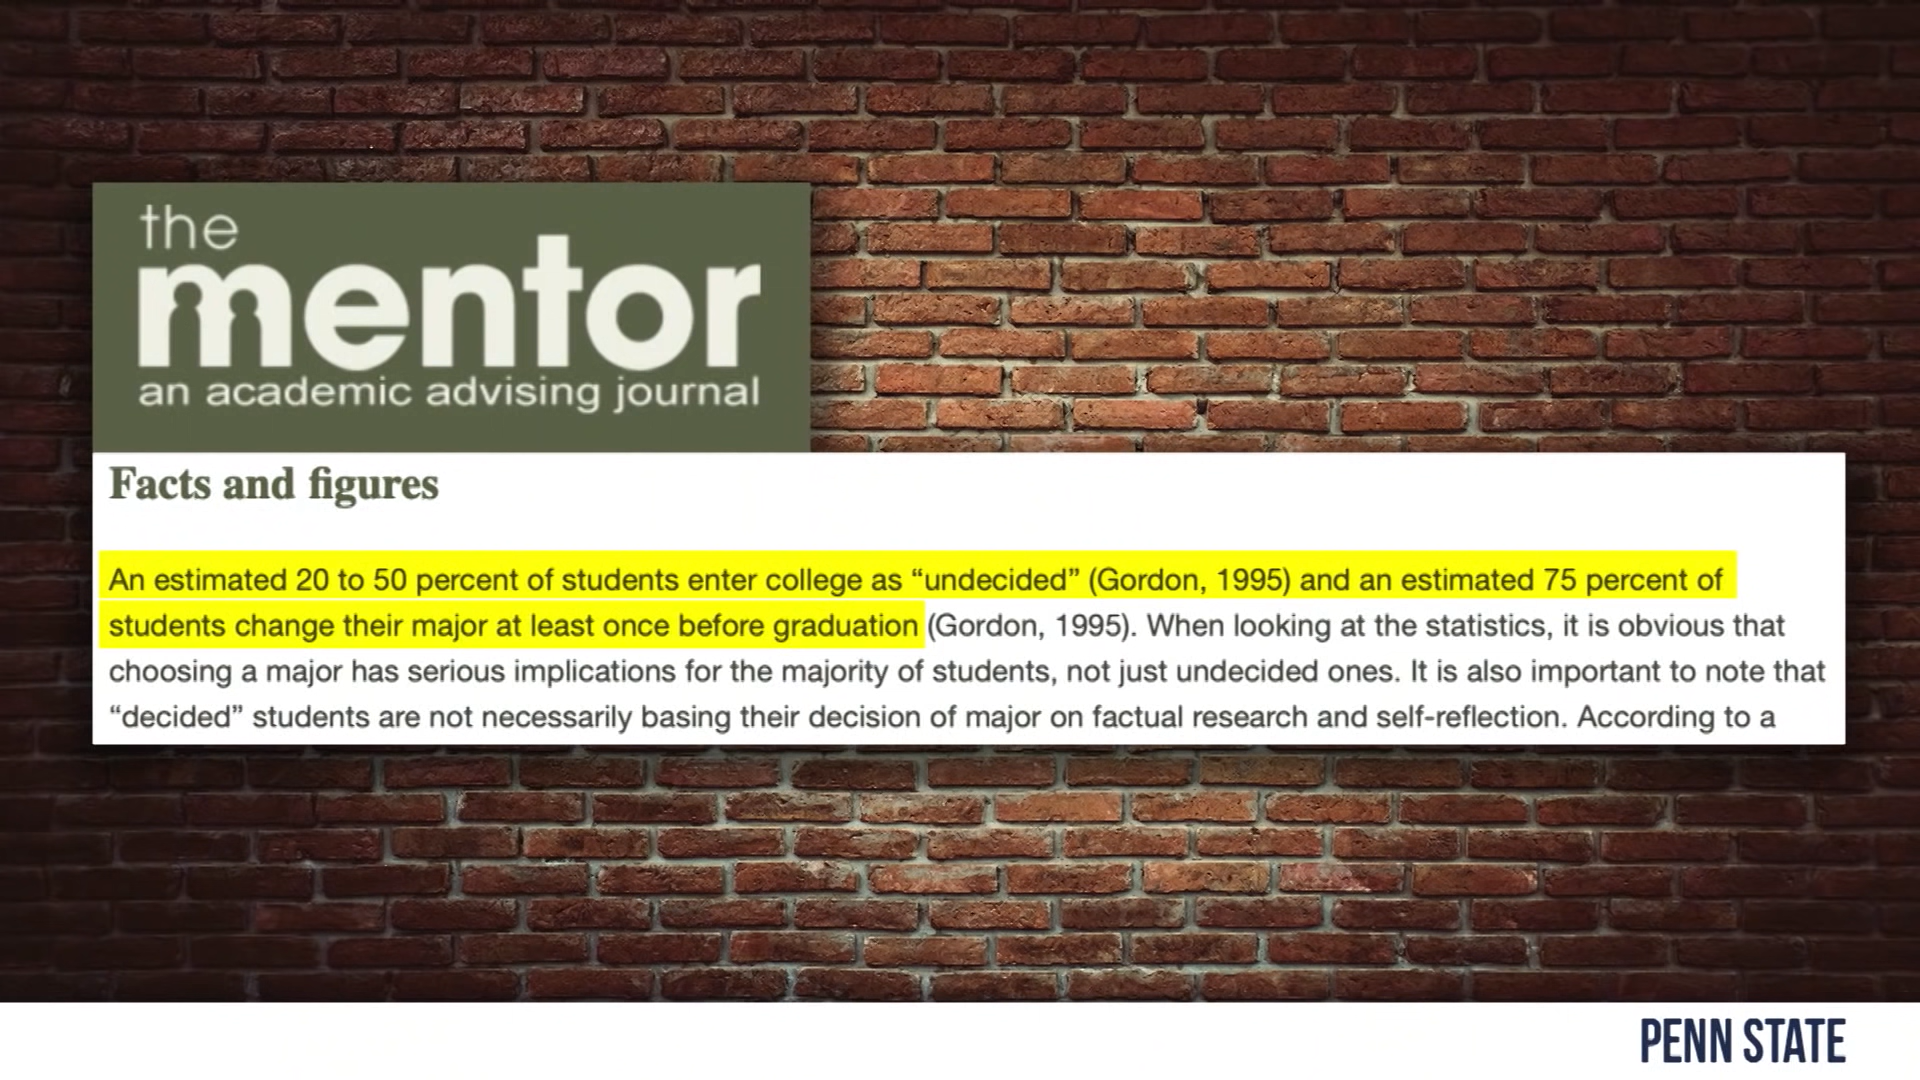 the
mentor
an academic advising journal
Facts and figures
An estimated 20 to 50 percent of students enter college as “undecided” (Gordon, 1995) and an estimated 75 percent of
students change their major at least once before graduation (Gordon, 1995). When looking at the statistics, it is obvious that
choosing a major has serious implications for the majority of students, not just undecided ones. It is also important to note that
“decided” students are not necessarily basing their decision of major on factual research and self-reflection. According to a
PENN STATE